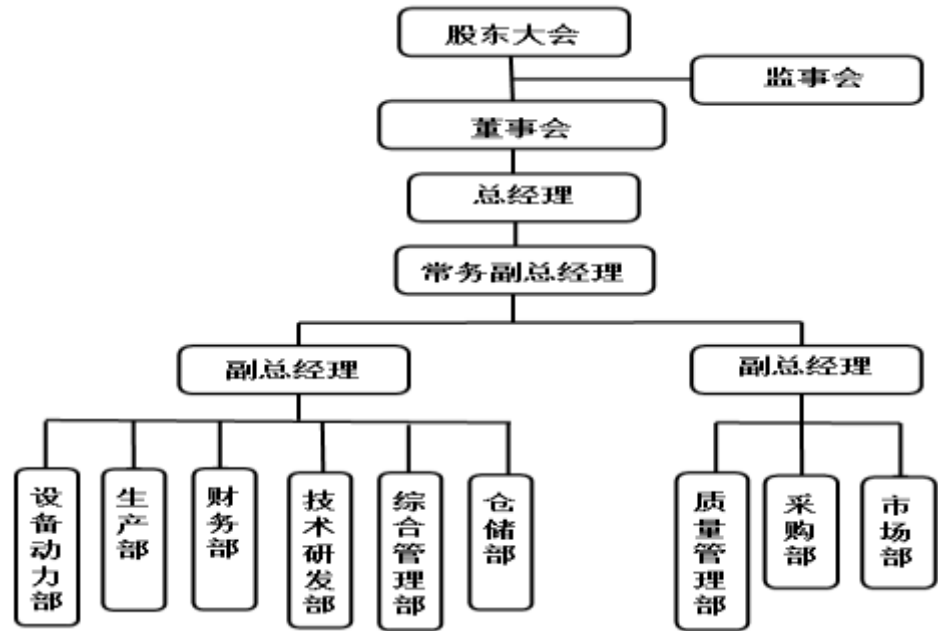 股东大会
监事会
董事会
总经理
常务副总经理
副总经理
副总经理
设备动力部
生产部
财务部
技术研发部
综合管理部
仓储部
质量管理部
采购部
市场部